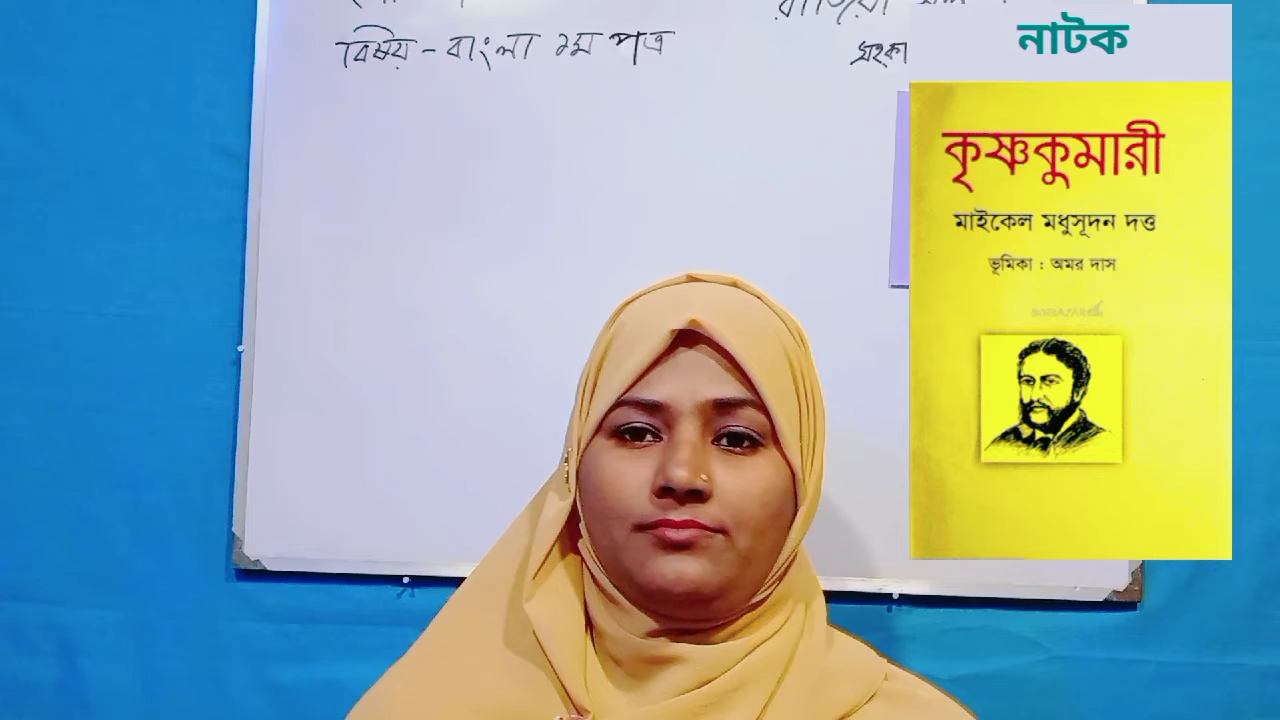 বিষয় - বাংলা ১ম পত্র
নাটক
কৃষ্ণকুমারী
মাইকেল মধুসূদন দত্ত
ভূমিকা : অমর দাস